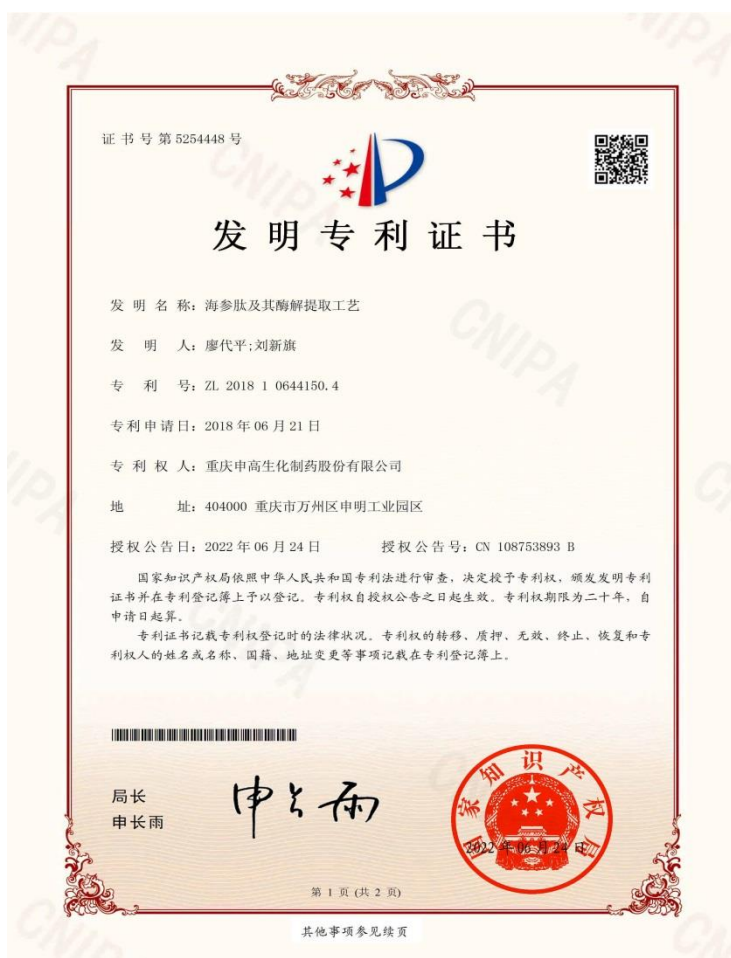 证书号第5254448号
发明专利证书
发明名称：海参肽及其酶解提取工艺
发明人：廖代平;刘新旗
专利号：ZL 2018 1 0644150.4
专利申请日：2018年06月21日
专利权人：重庆申高生化制药股份有限公司
地址：404000 重庆市万州区申明工业园区
授权公告日：2022年06月24日 授权公告号：CN 108753893 B
国家知识产权局依照中华人民共和国专利法进行审查，决定授予专利权，颁发发明专利
证书并在专利登记簿上予以登记。专利权自授权公告之日起生效。专利权期限为二十年，自
申请日起算。
专利证书记载专利权登记时的法律状况。专利权的转移、质押、无效、终止、恢复和专
利权人的姓名或名称、国籍、地址变更等事项记载在专利登记簿上。
局长
申长雨
申长雨
国家知识产权局
2022年06月24日
第 1 页 (共 2 页)
其他事项参见续页
CNIPA
CNIPA
CNIPA
CNIPA
CNIPA